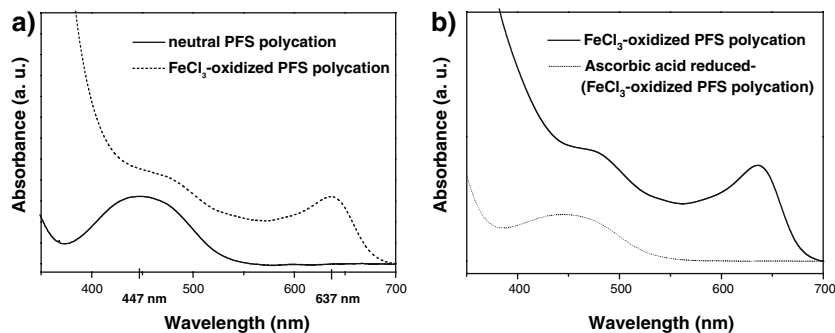 a)
neutral PFS polycation
FeCl₃-oxidized PFS polycation
Absorbance (a. u.)
400 500 600 700
447 nm 637 nm
Wavelength (nm)
b)
FeCl₃-oxidized PFS polycation
Ascorbic acid reduced-
(FeCl₃-oxidized PFS polycation)
Absorbance (a. u.)
400 500 600 700
Wavelength (nm)